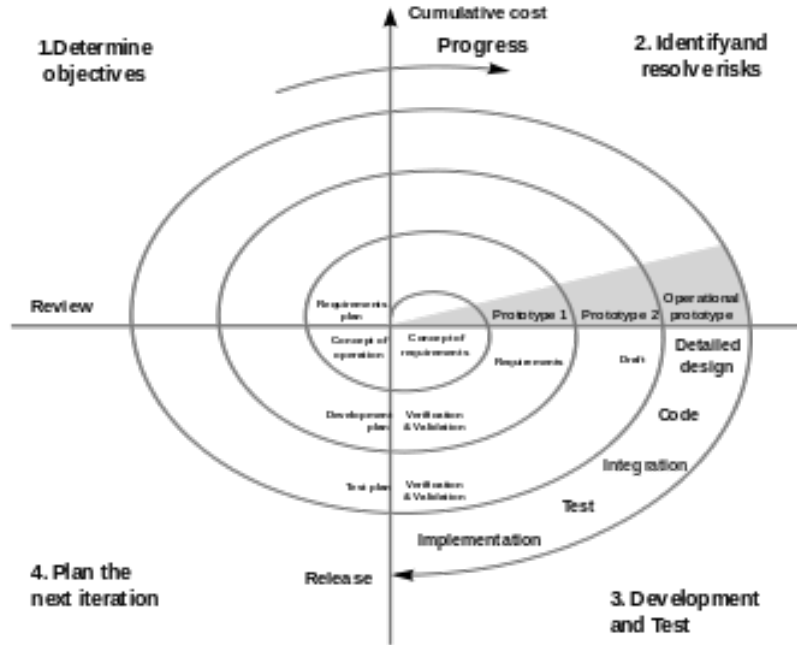 Cumulative cost
Progress
1.Determine
objectives
2. Identify and
resolve risks
Review
Requirements
plan
Prototype 1
Prototype 2
Operational
prototype
Concept of
operation
Concept of
requirements
Requirements
Draft
Detailed
design
Development
plan
Verification
& Validation
Code
Integration
Test plan
Verification
& Validation
Test
Implementation
Release
4. Plan the
next iteration
3. Development
and Test